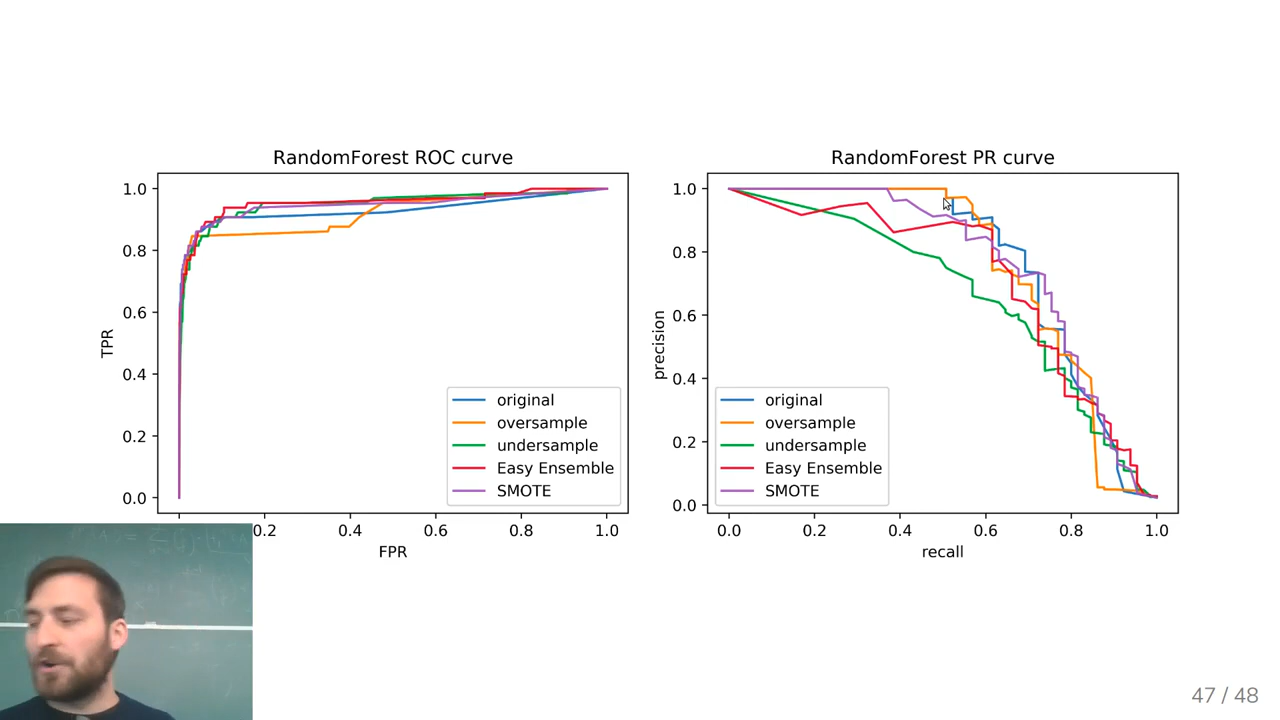 RandomForest ROC curve
1.0
0.8
0.6
0.4
0.2
0.0
TPR
original
oversample
undersample
Easy Ensemble
SMOTE
0.2 0.4 0.6 0.8 1.0
FPR
RandomForest PR curve
1.0
0.8
0.6
0.4
0.2
0.0
precision
original
oversample
undersample
Easy Ensemble
SMOTE
0.0 0.2 0.4 0.6 0.8 1.0
recall
47 / 48